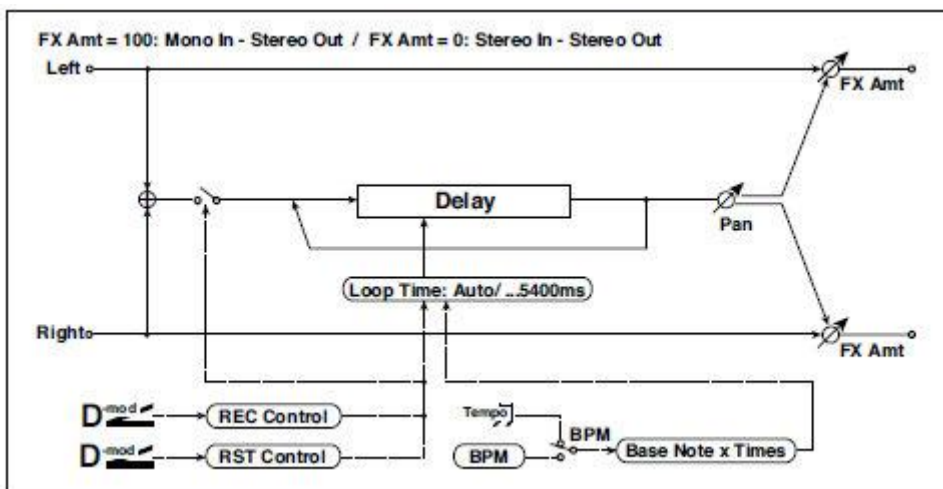 FX Amt = 100: Mono In - Stereo Out / FX Amt = 0: Stereo In - Stereo Out
Left
FX Amt
Delay
Pan
Loop Time: Auto/ ...5400ms
Right
FX Amt
D-mod
REC Control
Tempo
BPM
D-mod
RST Control
BPM
Base Note x Times